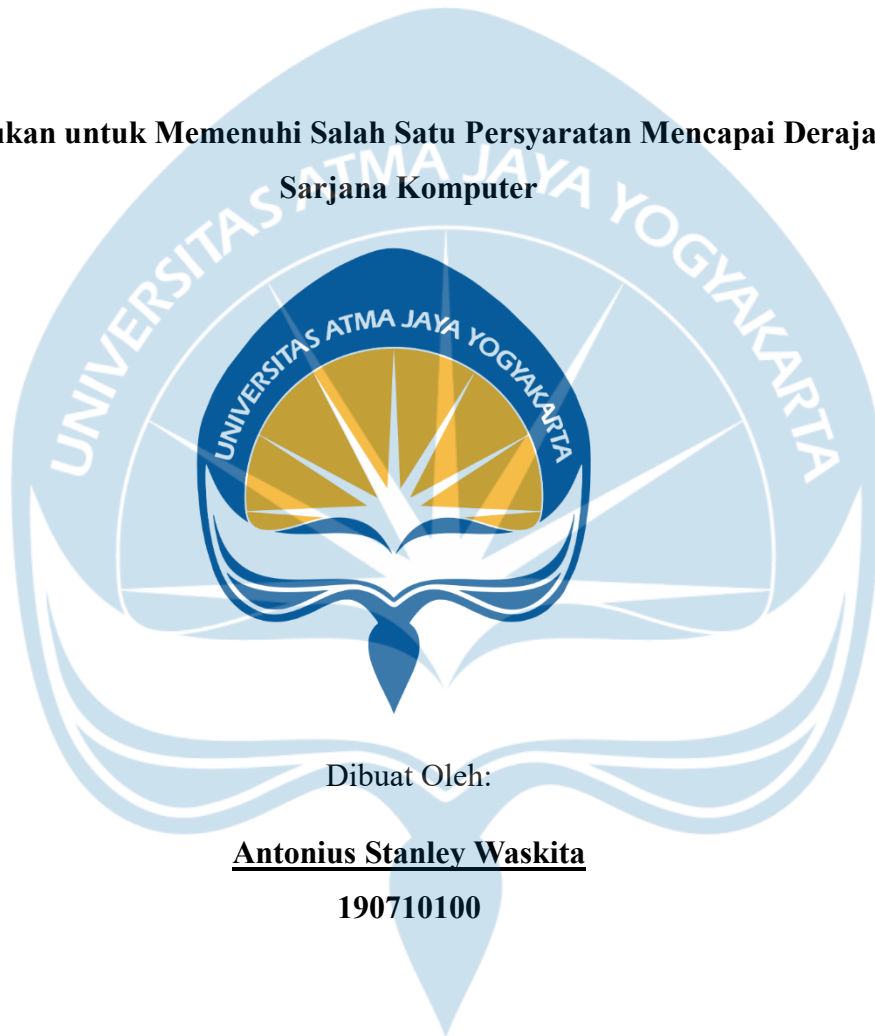 ukan untuk Memenuhi Salah Satu Persyaratan Mencapai Deraja
Sarjana Komputer
UNIVERSITAS ATMA JAYA YOGYAKARTA
UNIVERSITAS ATMA JAYA YOGYAKARTA
Dibuat Oleh:
Antonius Stanley Waskita
190710100